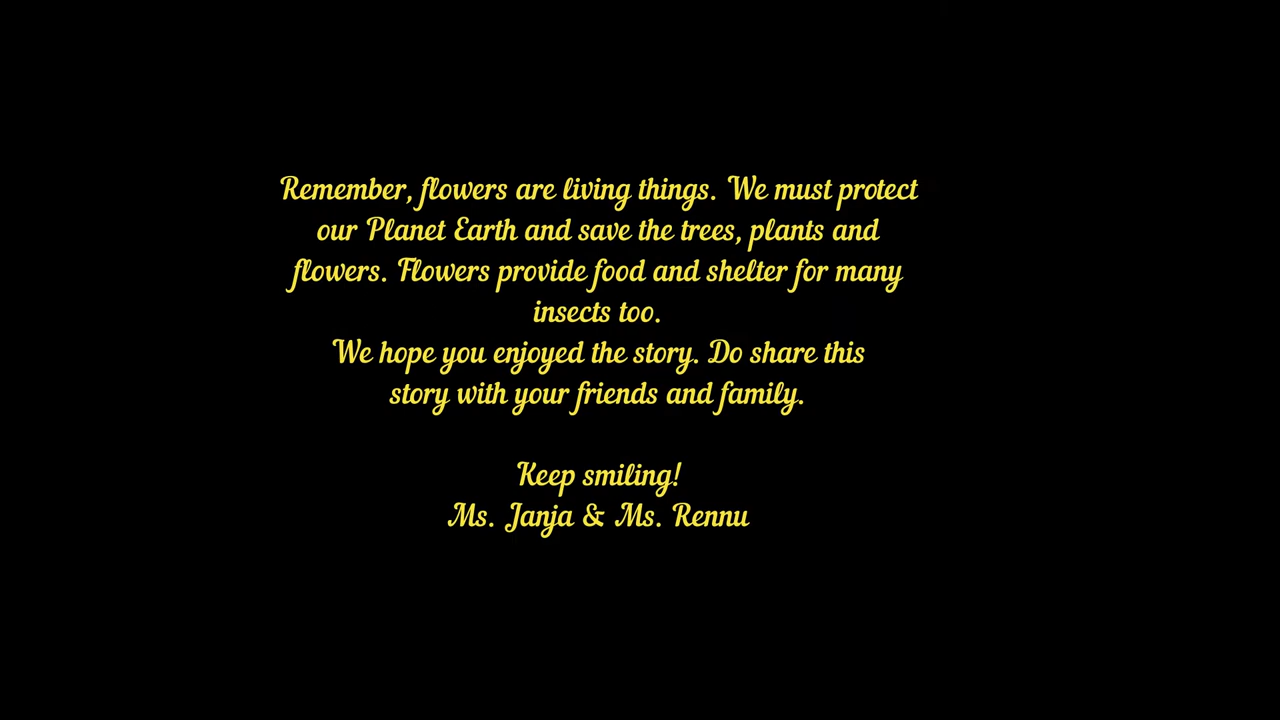 Remember, flowers are living things. We must protect
our Planet Earth and save the trees, plants and
flowers. Flowers provide food and shelter for many
insects too.
We hope you enjoyed the story. Do share this
story with your friends and family.
Keep smiling!
Ms. Janja & Ms. Rennu